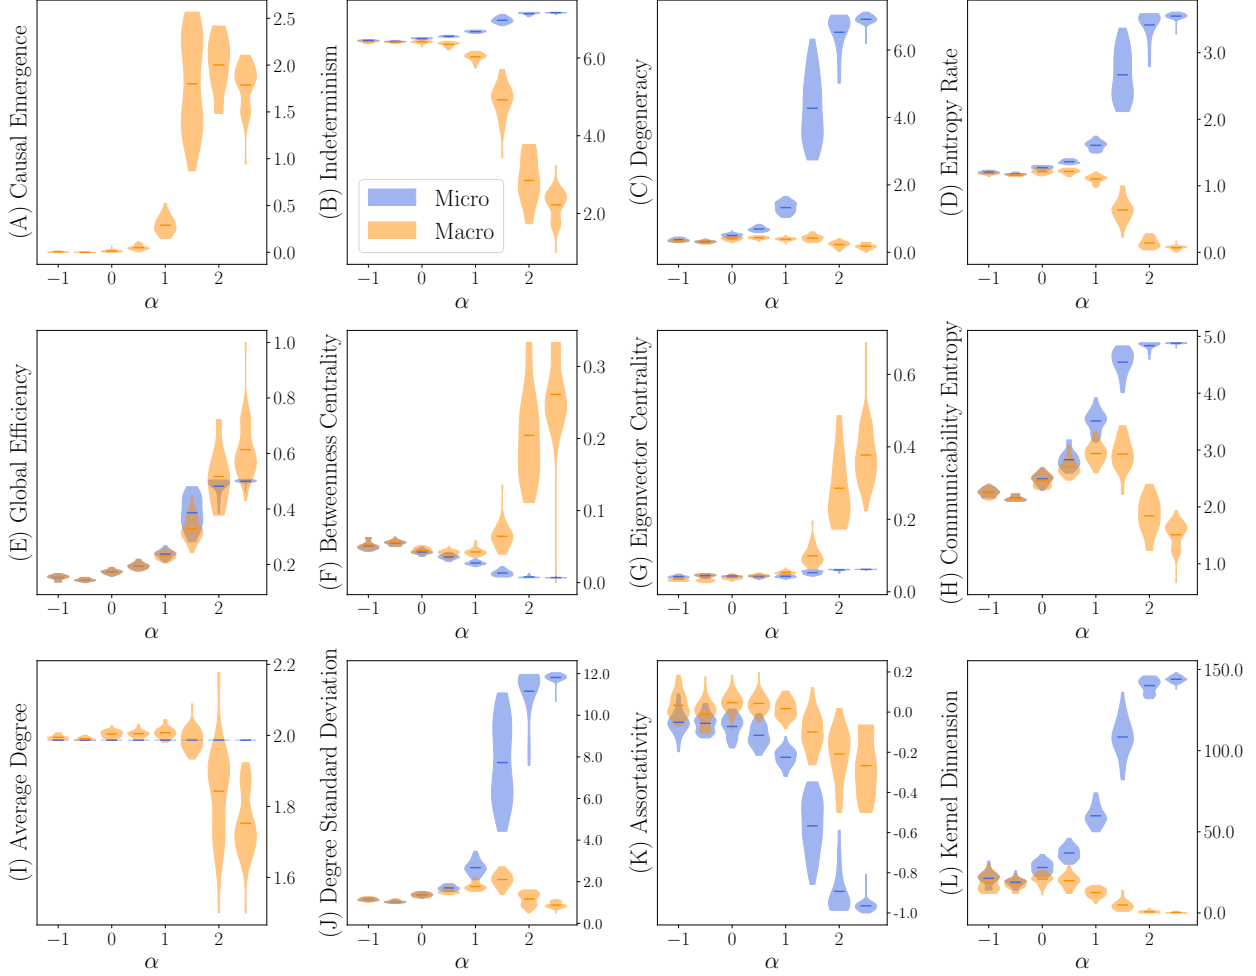 (A) Causal Emergence
2.5
2.0
1.5
1.0
0.5
0.0
−1 0 1 2
α
(B) Indeterminism
6.0
4.0
2.0
Micro
Macro
−1 0 1 2
α
(C) Degeneracy
6.0
4.0
2.0
0.0
−1 0 1 2
α
(D) Entropy Rate
3.0
2.0
1.0
0.0
−1 0 1 2
α
(E) Global Efficiency
1.0
0.8
0.6
0.4
0.2
−1 0 1 2
α
(F) Betweenness Centrality
0.3
0.2
0.1
0.0
−1 0 1 2
α
(G) Eigenvector Centrality
0.6
0.4
0.2
0.0
−1 0 1 2
α
(H) Communicability Entropy
5.0
4.0
3.0
2.0
1.0
−1 0 1 2
α
(I) Average Degree
2.2
2.0
1.8
1.6
−1 0 1 2
α
(J) Degree Standard Deviation
12.0
10.0
8.0
6.0
4.0
2.0
0.0
−1 0 1 2
α
(K) Assortativity
0.2
0.0
-0.2
-0.4
-0.6
-0.8
-1.0
−1 0 1 2
α
(L) Kernel Dimension
150.0
100.0
50.0
0.0
−1 0 1 2
α